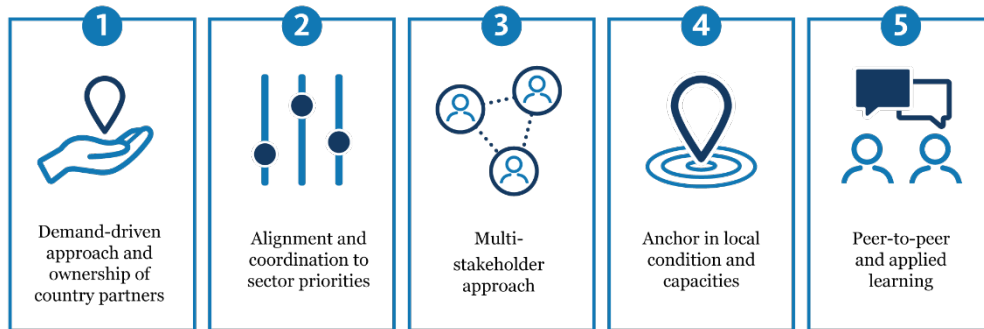 1
Demand-driven
approach and
ownership of
country partners
2
Alignment and
coordination to
sector priorities
3
Multi-
stakeholder
approach
4
Anchor in local
condition and
capacities
5
Peer-to-peer
and applied
learning